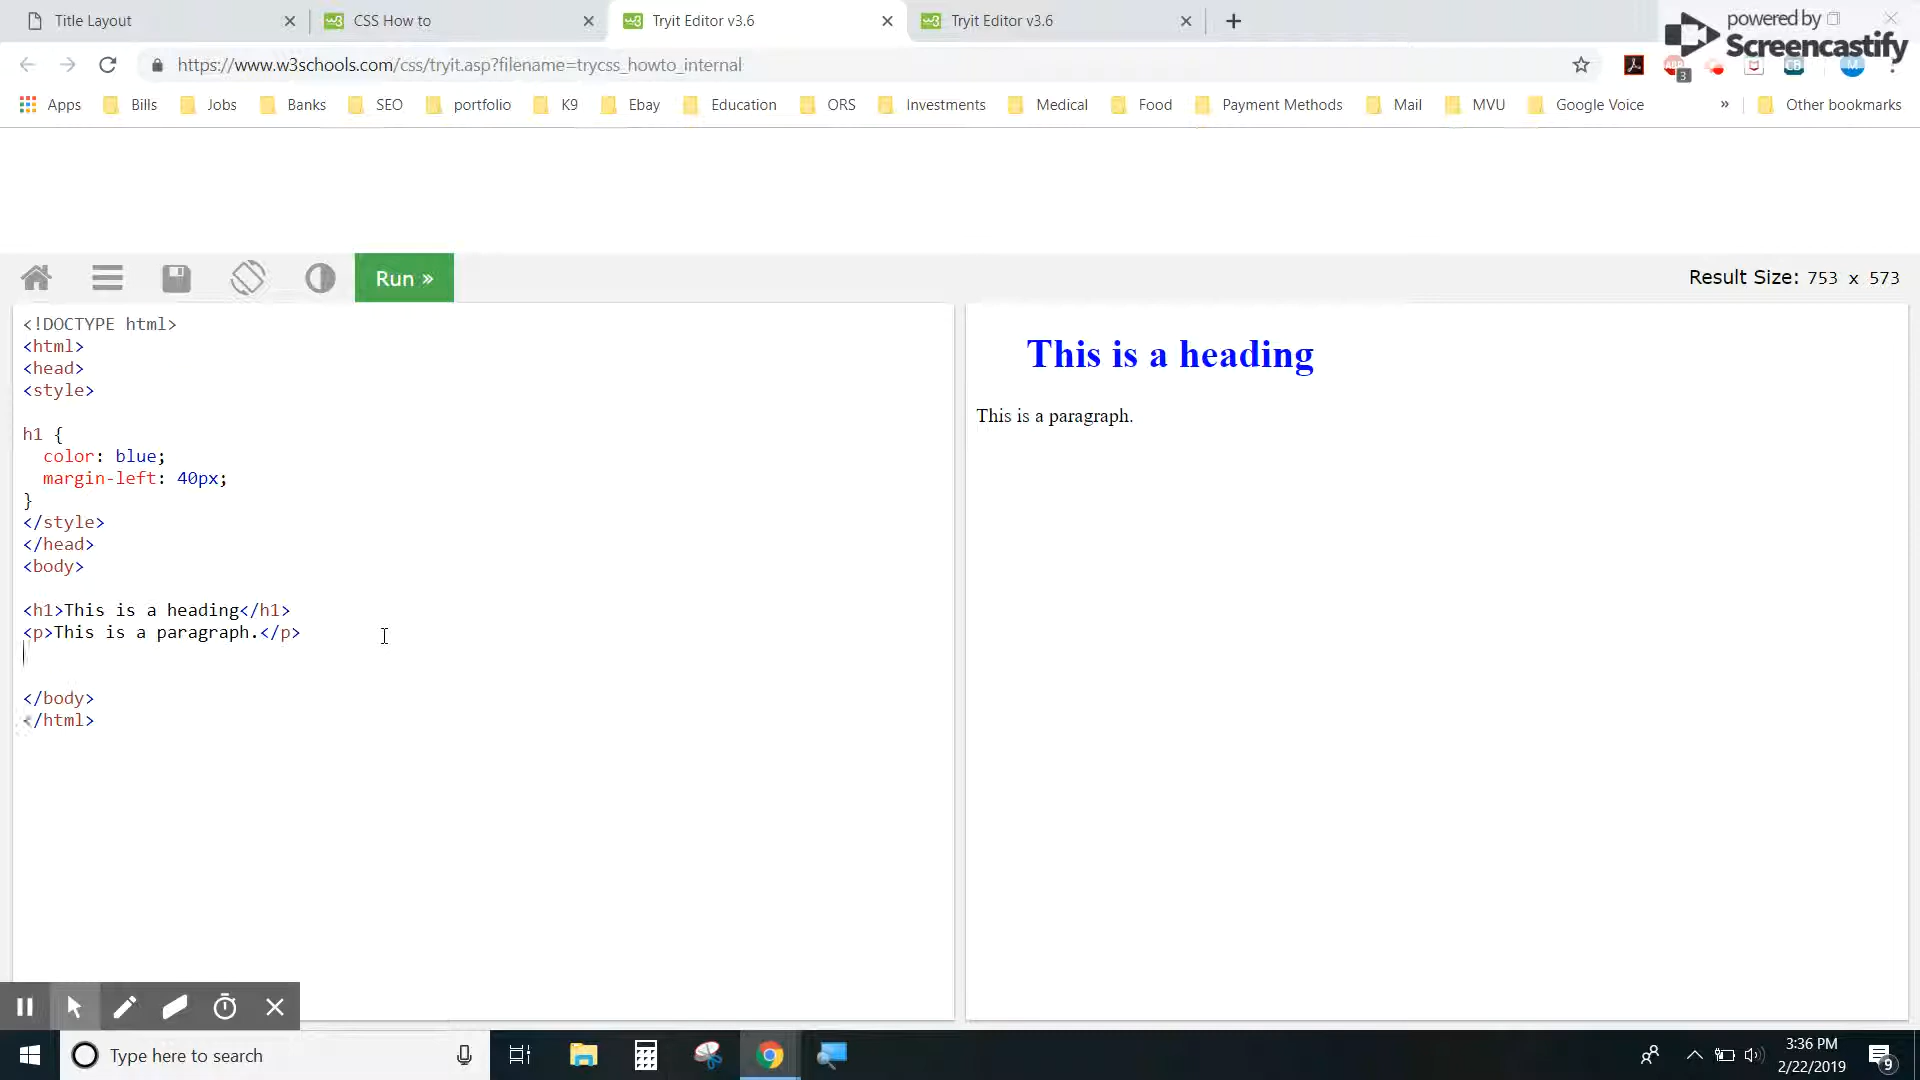 Title Layout
CSS How to
Tryit Editor v3.6
Tryit Editor v3.6
powered by
Screencastify
https://www.w3schools.com/css/tryit.asp?filename=trycss_howto_internal
3
CB
M
Apps
Bills
Jobs
Banks
SEO
portfolio
K9
Ebay
Education
ORS
Investments
Medical
Food
Payment Methods
Mail
MVU
Google Voice
»
Other bookmarks
Run »
Result Size: 753 x 573
<!DOCTYPE html>
<html>
<head>
<style>
h1 {
color: blue;
margin-left: 40px;
}
</style>
</head>
<body>
<h1>This is a heading</h1>
<p>This is a paragraph.</p>
</body>
</html>
This is a heading
This is a paragraph.
Type here to search
3:36 PM
2/22/2019
9